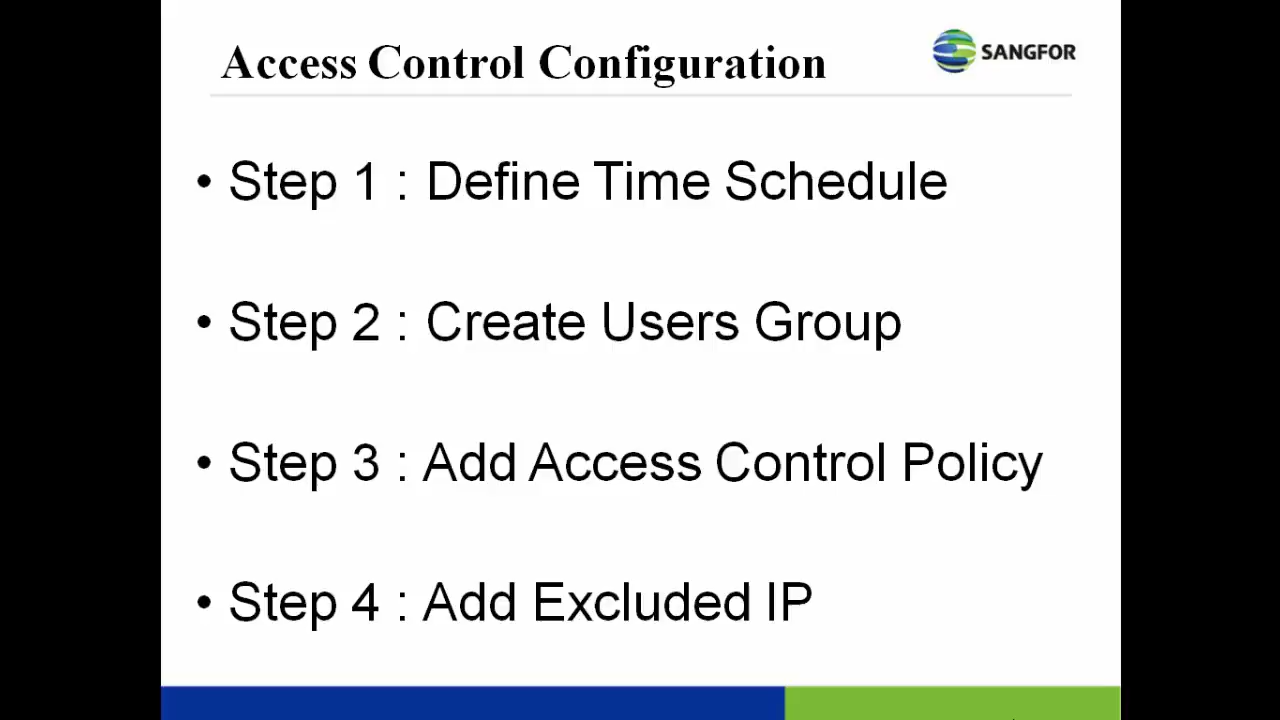 Access Control Configuration
SANGFOR
• Step 1 : Define Time Schedule
• Step 2 : Create Users Group
• Step 3 : Add Access Control Policy
• Step 4 : Add Excluded IP